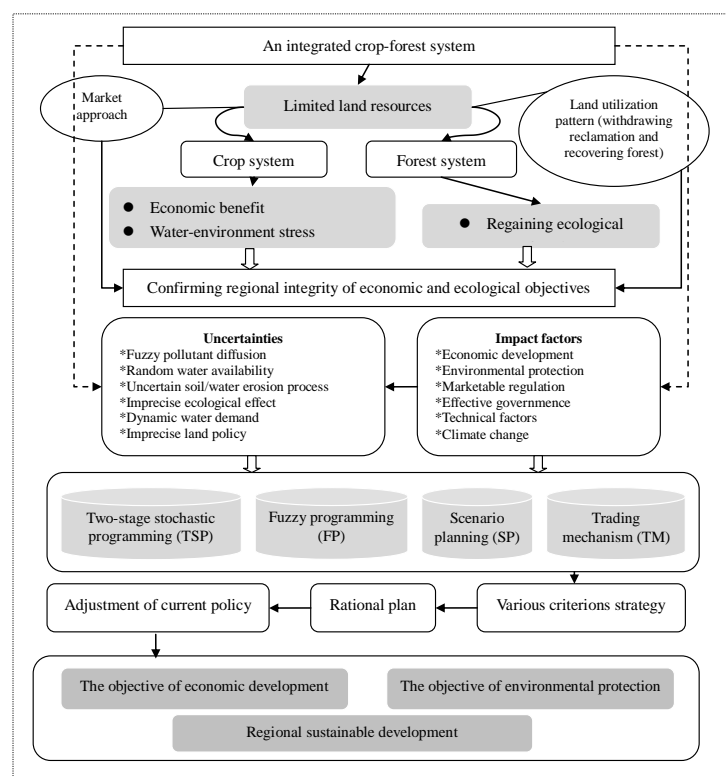 An integrated crop-forest system
Market
approach
Limited land resources
Land utilization
pattern (withdrawing
reclamation and
recovering forest)
Crop system
Forest system
● Economic benefit
● Water-environment stress
● Regaining ecological
Confirming regional integrity of economic and ecological objectives
Uncertainties
*Fuzzy pollutant diffusion
*Random water availability
*Uncertain soil/water erosion process
*Imprecise ecological effect
*Dynamic water demand
*Imprecise land policy
Impact factors
*Economic development
*Environmental protection
*Marketable regulation
*Effective governence
*Technical factors
*Climate change
Two-stage stochastic
programming (TSP)
Fuzzy programming
(FP)
Scenario
planning (SP)
Trading
mechanism (TM)
Adjustment of current policy
Rational plan
Various criterions strategy
The objective of economic development
The objective of environmental protection
Regional sustainable development